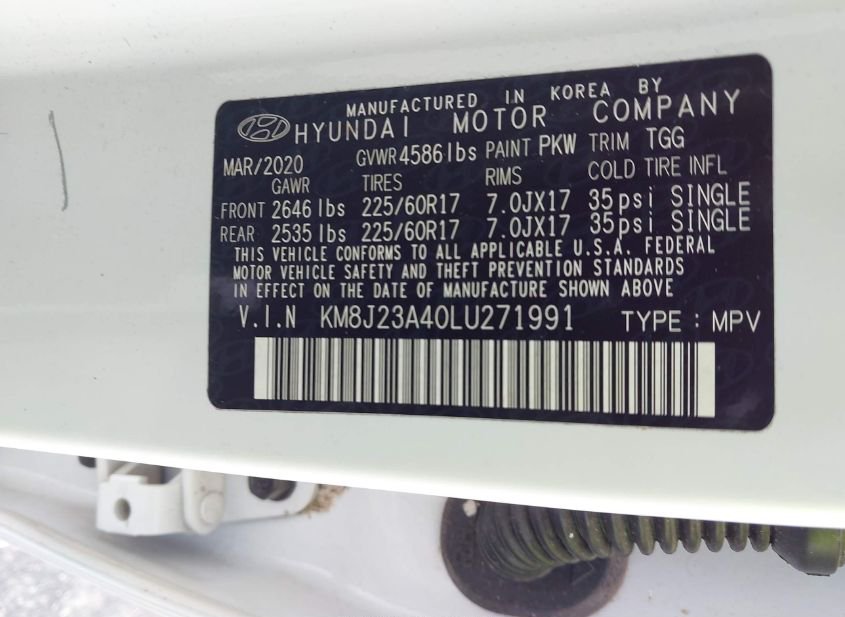 MANUFACTURED IN KOREA BY
HYUNDAI MOTOR COMPANY
MAR/2020 GVWR 4586 lbs PAINT PKW TRIM TGG
GAWR TIRES RIMS COLD TIRE INFL
FRONT 2646 lbs 225/60R17 7.0JX17 35psi SINGLE
REAR 2535 lbs 225/60R17 7.0JX17 35psi SINGLE
THIS VEHICLE CONFORMS TO ALL APPLICABLE U.S.A. FEDERAL
MOTOR VEHICLE SAFETY AND THEFT PREVENTION STANDARDS
IN EFFECT ON THE DATE OF MANUFACTURE SHOWN ABOVE
V.I.N KM8J23A40LU271991 TYPE : MPV